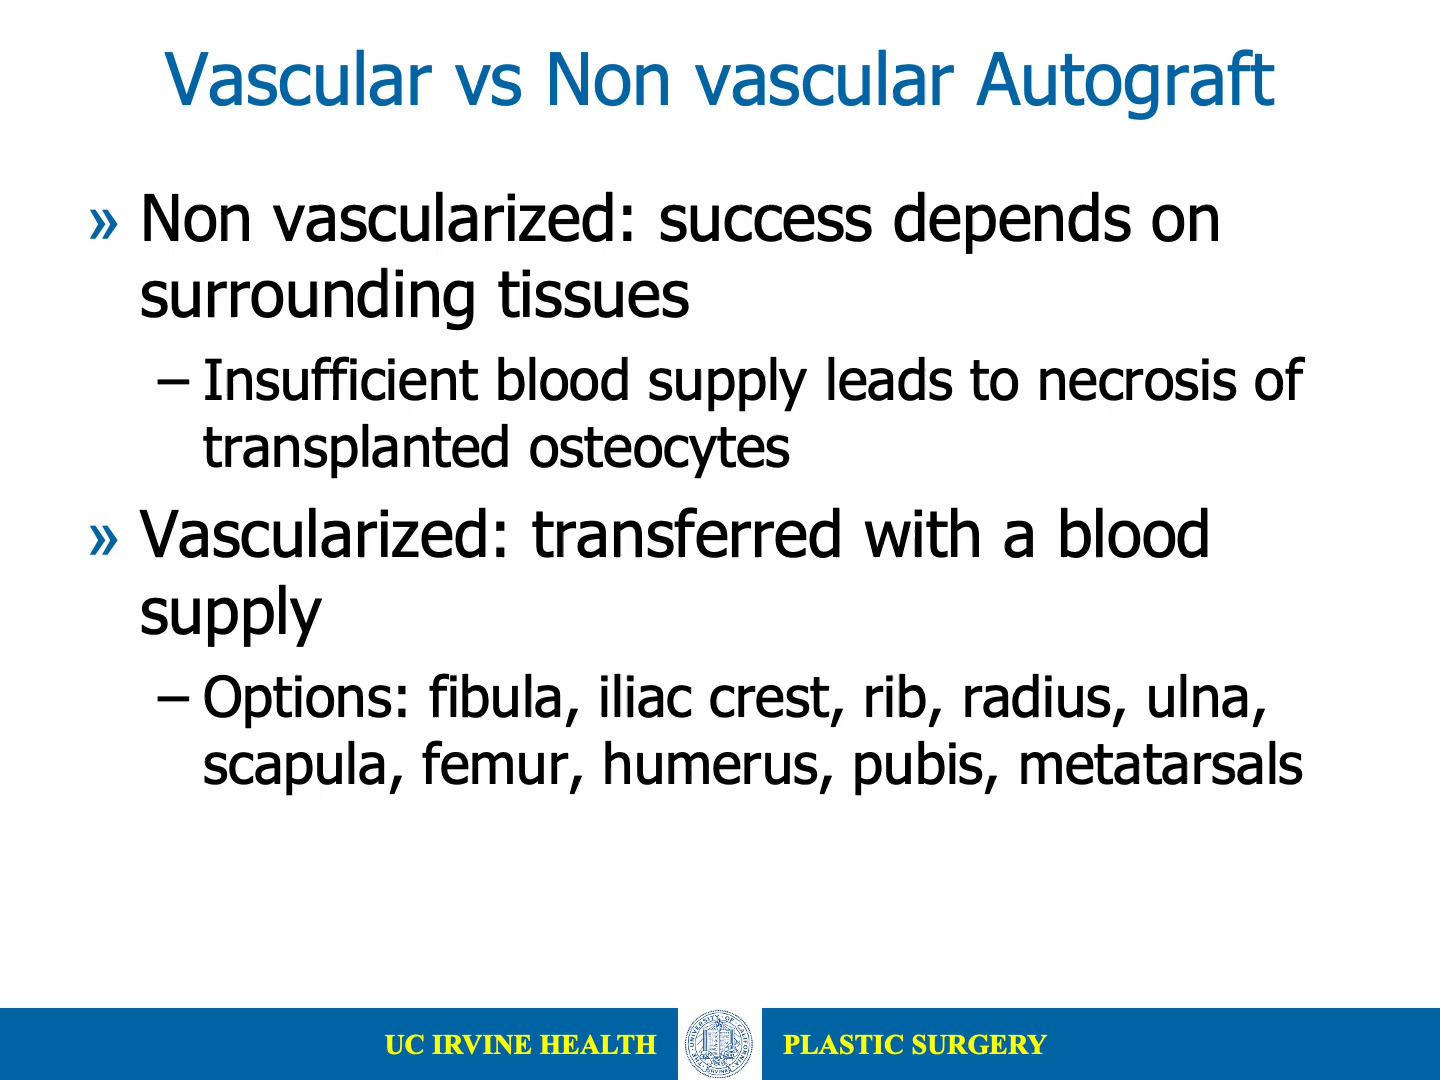 Vascular vs Non vascular Autograft
» Non vascularized: success depends on
surrounding tissues
– Insufficient blood supply leads to necrosis of
transplanted osteocytes
» Vascularized: transferred with a blood
supply
– Options: fibula, iliac crest, rib, radius, ulna,
scapula, femur, humerus, pubis, metatarsals
UC IRVINE HEALTH
PLASTIC SURGERY